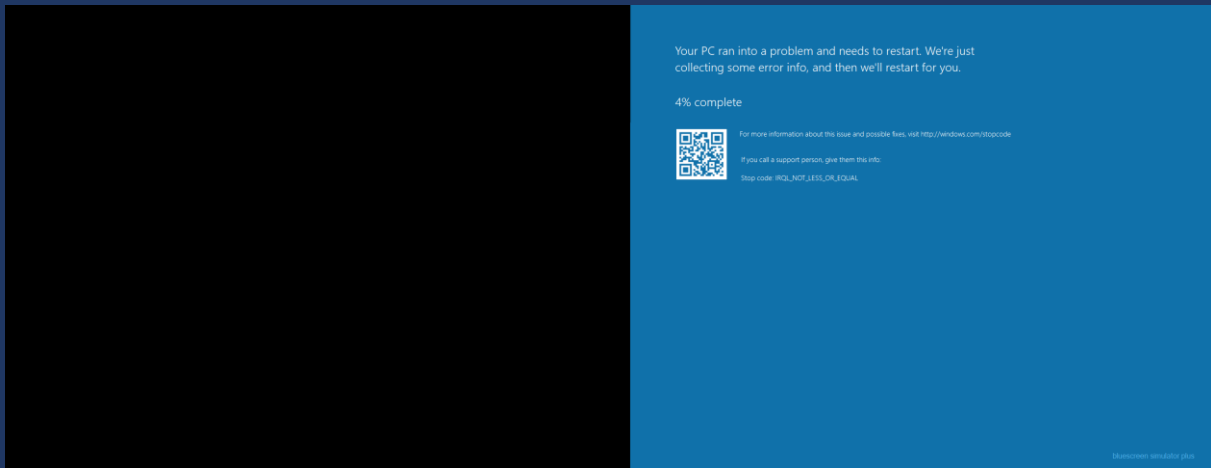 Your PC ran into a problem and needs to restart. We're just
collecting some error info, and then we'll restart for you.
4% complete
For more information about this issue and possible fixes, visit http://windows.com/stopcode
If you call a support person, give them this info:
Stop code: IRQL_NOT_LESS_OR_EQUAL
bluescreen simulator plus